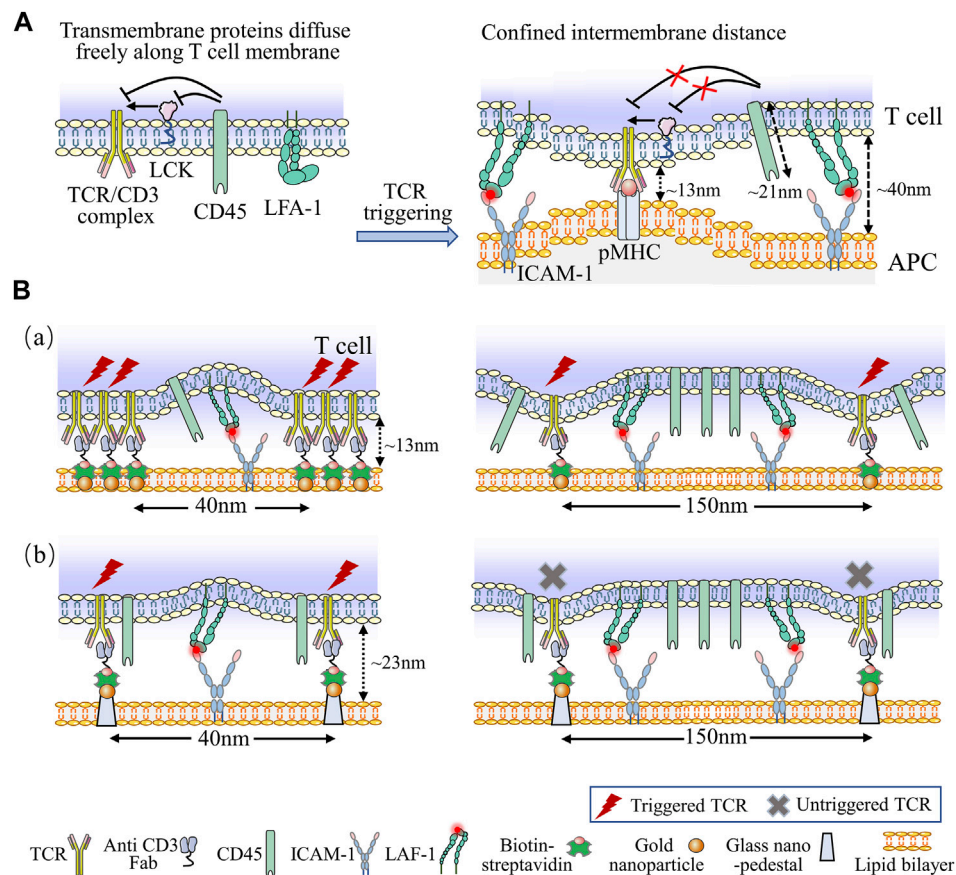 A
Transmembrane proteins diffuse
freely along T cell membrane
LCK
TCR/CD3
complex
CD45
LFA-1
TCR
triggering
Confined intermembrane distance
T cell
~13nm
~21nm
~40nm
pMHC
ICAM-1
APC
B
(a)
T cell
~13nm
40nm
150nm
(b)
~23nm
40nm
150nm
Triggered TCR
Untriggered TCR
TCR
Anti CD3
Fab
CD45
ICAM-1
LAF-1
Biotin-
streptavidin
Gold
nanoparticle
Glass nano
-pedestal
Lipid bilayer